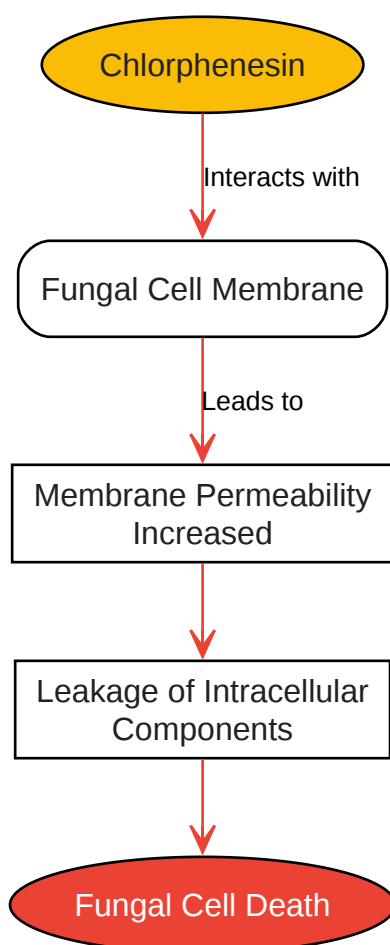 Chlorphenesin
Interacts with
Fungal Cell Membrane
Leads to
Membrane Permeability
Increased
Leakage of Intracellular
Components
Fungal Cell Death